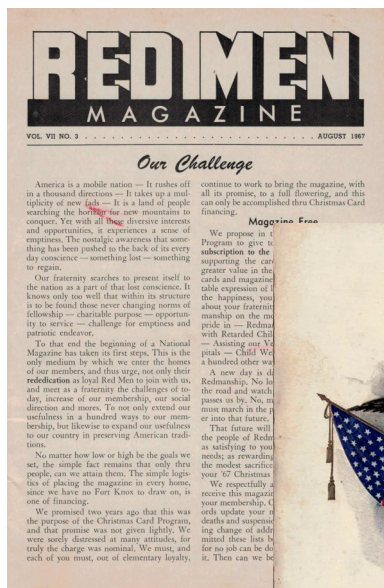 RED MEN
MAGAZINE
VOL. VII NO. 3 AUGUST 1967
Our Challenge
America is a mobile nation — It rushes off
in a thousand directions — It takes up a mul-
tiplicity of new fads — It is a land of people
searching the horizon for new mountains to
conquer. Yet with all these diversive interests
and opportunities, it experiences a sense of
emptiness. The nostalgic awareness that some-
thing has been pushed to the back of its every
day conscience — something lost — something
to regain.
Our fraternity searches to present itself to
the nation as a part of that lost conscience. It
knows only too well that within its structure
is to be found those never changing norms of
fellowship — charitable purpose — opportun-
ity to service — challenge for emptiness and
patriotic endeavor.
To that end the beginning of a National
Magazine has taken its first steps, This is the
only medium by which we enter the homes
of our members, and thus urge, not only their
rededication as loyal Red Men to join with us,
and meet as a fraternity the challenges of to-
day, increase of our membership, our social
direction and mores. To not only extend our
usefulness in a hundred ways to our mem-
bership, but likewise to expand our usefulness
to our country in preserving American tradi-
tions.
No matter how low or high be the goals we
set, the simple fact remains that only thro
people, can we attain them. The simple logis-
tics of placing the magazine in every home,
since we have no Fort Knox to draw on, is
one of financing.
We promised two years ago that this was
the purpose of the Christmas Card Program,
and that promise was not given lightly. We
were sorely distressed at many attitudes, for
truly the charge was nominal. We must, and
each of you must, out of elementary loyalty,
continue to work to bring the magazine, with
all its promise, to a full flowering, and this
can only be accomplished thru Christmas Card
financing.
Magazine Free
We propose in t
Program to give t
subscription to the
supporting the car
greater value in the
cards and magazine
table expression of l
the happiness, you
about your fraternit
manship on the m
pride in — Redma
with Retarded Chil
— Assisting our Ve
pitals — Child We
a hundred other wa
A new day is d
Redmanship. No lo
the road and watch
passes us by. No, m
must march in the p
er into that future.
That future will
the people of Redm
as satisfying to you
needs; as rewarding
the modest sacrifice
your '67 Christmas
We respectfully a
receive this magazi
your membership. C
ords update your n
deaths and suspensi
ing change of addr
mitted these lists b
for no job can be do
it. Then can we be